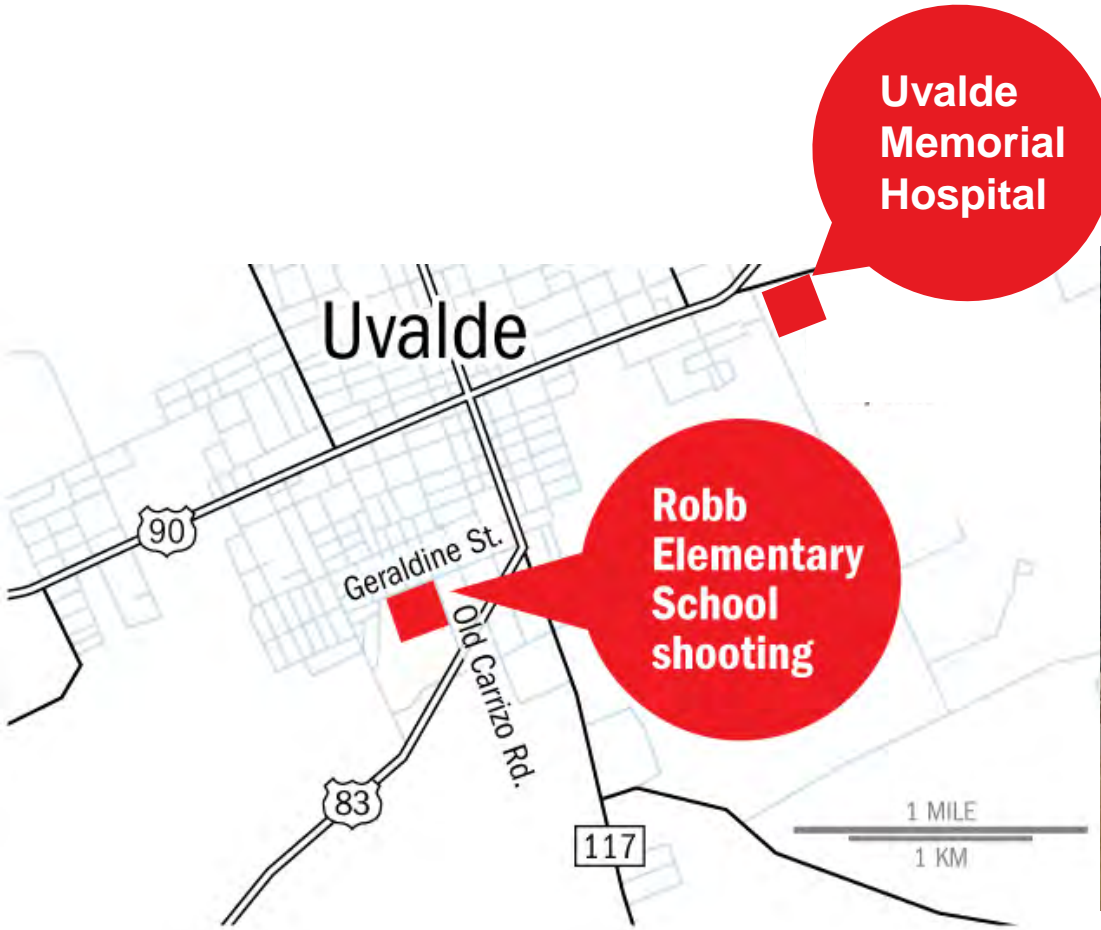 Uvalde
Memorial
Hospital
Uvalde
90
Geraldine St.
Robb
Elementary
School
shooting
Old Carrizo Rd.
83
117
1 MILE
1 KM